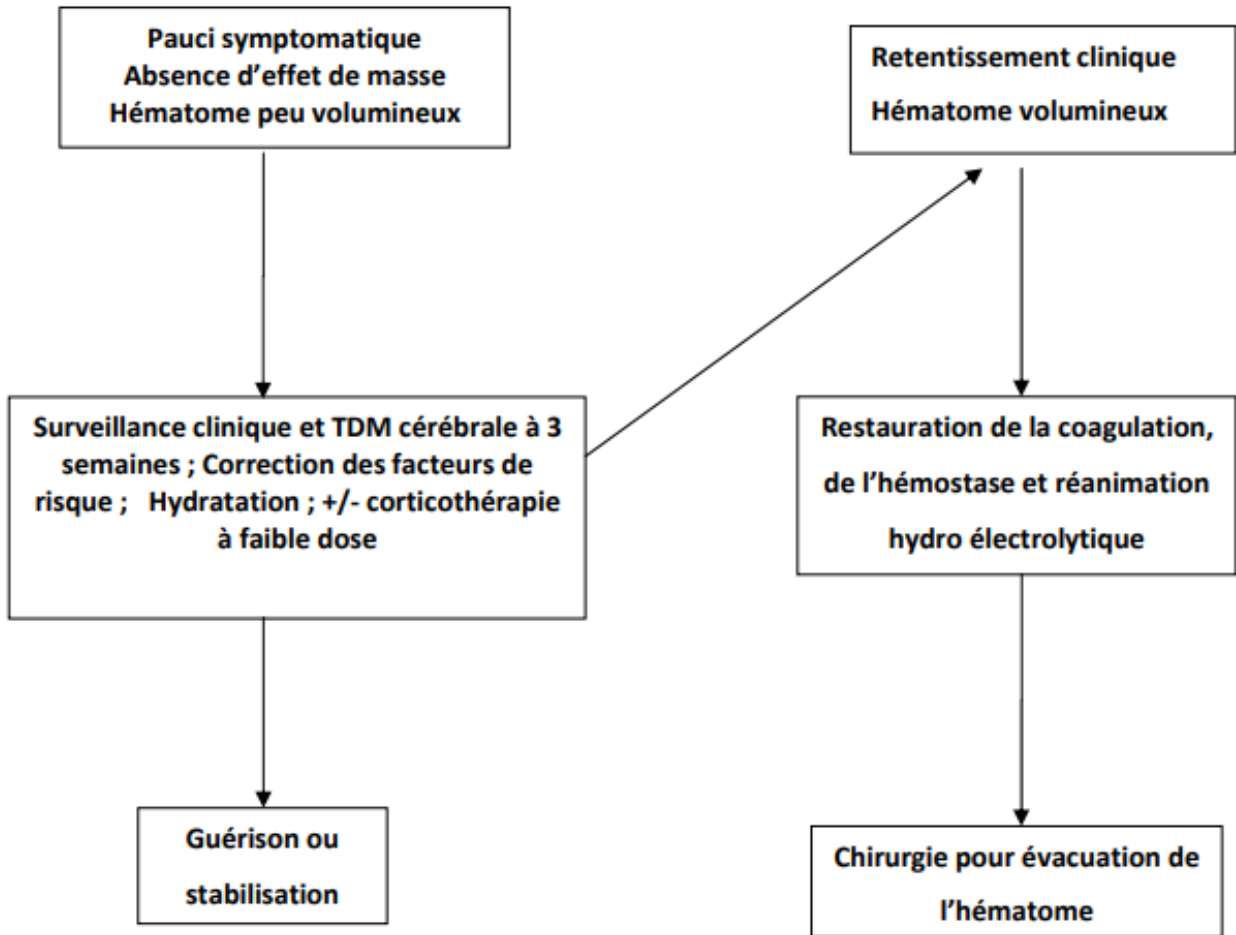 Pauci symptomatique
Absence d’effet de masse
Hématome peu volumineux
Retentissement clinique
Hématome volumineux
Surveillance clinique et TDM cérébrale à 3
semaines ; Correction des facteurs de
risque ; Hydratation ; +/- corticothérapie
à faible dose
Restauration de la coagulation,
de l’hémostase et réanimation
hydro électrolytique
Guérison ou
stabilisation
Chirurgie pour évacuation de
l’hématome